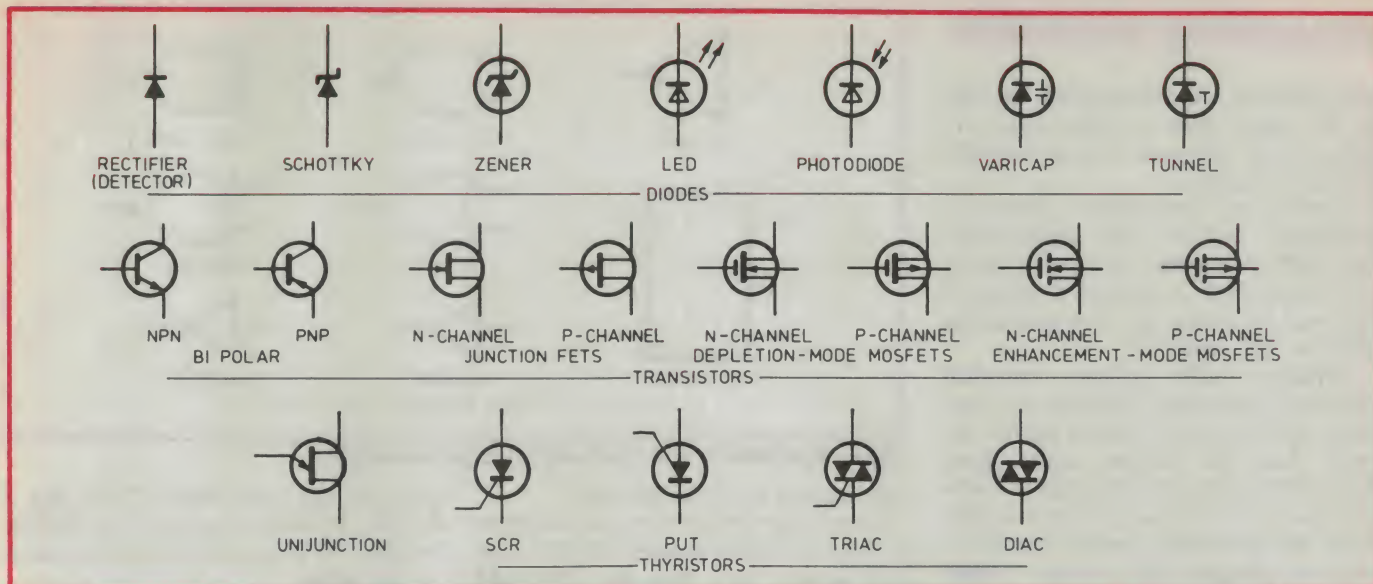 RECTIFIER SCHOTTKY ZENER LED PHOTODIODE VARICAP TUNNEL
(DETECTOR)
DIODES
NPN PNP N-CHANNEL P-CHANNEL N-CHANNEL P-CHANNEL N-CHANNEL P-CHANNEL
BI POLAR JUNCTION FETS DEPLETION-MODE MOSFETS ENHANCEMENT-MODE MOSFETS
TRANSISTORS
UNIJUNCTION SCR PUT TRIAC DIAC
THYRISTORS